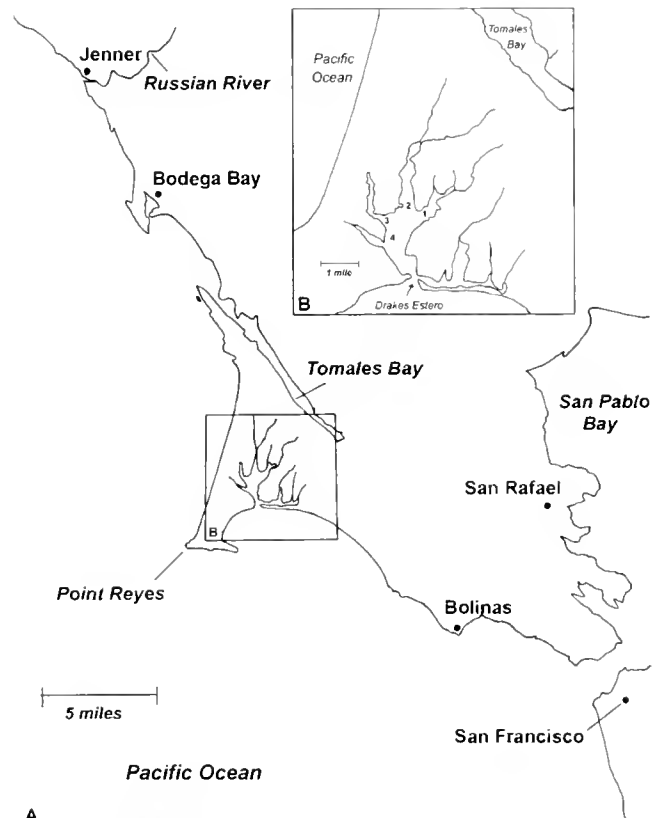 Jenner
Russian River
Bodega Bay
Pacific
Ocean
Tomales
Bay
2
1
3
4
1 mile
B
Drakes Estero
Tomales Bay
San Pablo
Bay
San Rafael
B
Point Reyes
Bolinas
5 miles
San Francisco
Pacific Ocean
A